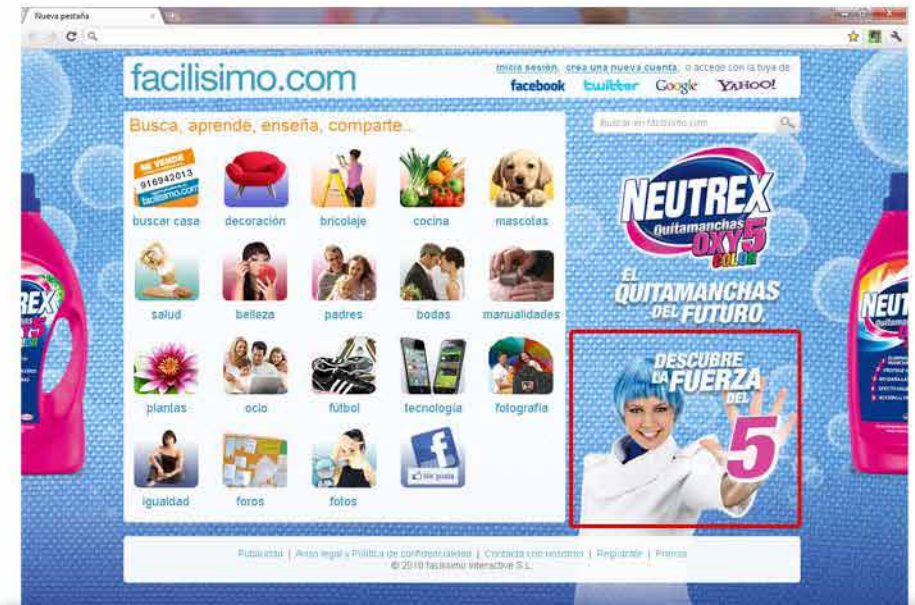 Nueva pestaña
facilisimo.com
Inicia sesión, crea una nueva cuenta, o accede con la tuya de
facebook twitter Google YAHOO!
Busca, aprende, enseña, comparte...
Buscar en facilisimo.com
SE VENDE
916942013
facilisimo.com
buscar casa decoración bricolaje cocina mascotas
NEUTREX
Quitamanchas
OXY5
COLOR
EL
QUITAMANCHAS
DEL FUTURO.
salud belleza padres bodas manualidades
DESCUBRE
LA FUERZA
DEL
5
plantas ocio fútbol tecnología fotografía
Me gusta
igualdad foros fotos
Publicidad | Aviso legal y Política de confidencialidad | Contacta con nosotros | Regístrate | Prensa
© 2010 facilisimo Interactive S.L.
REX
NEUT